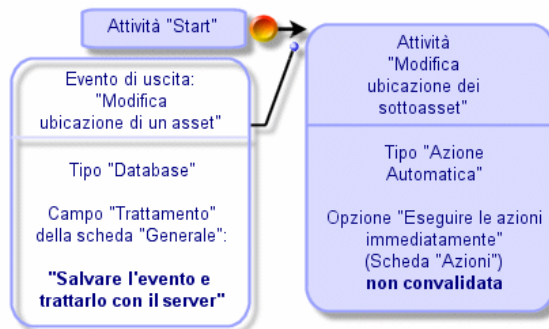 Attività "Start"
Evento di uscita:
"Modifica
ubicazione di un asset"
Tipo "Database"
Campo "Trattamento"
della scheda "Generale":
"Salvare l'evento e
trattarlo con il server"
Attività
"Modifica
ubicazione dei
sottoasset"
Tipo "Azione
Automatica"
Opzione "Eseguire le azioni
immediatamente"
(Scheda "Azioni")
non convalidata